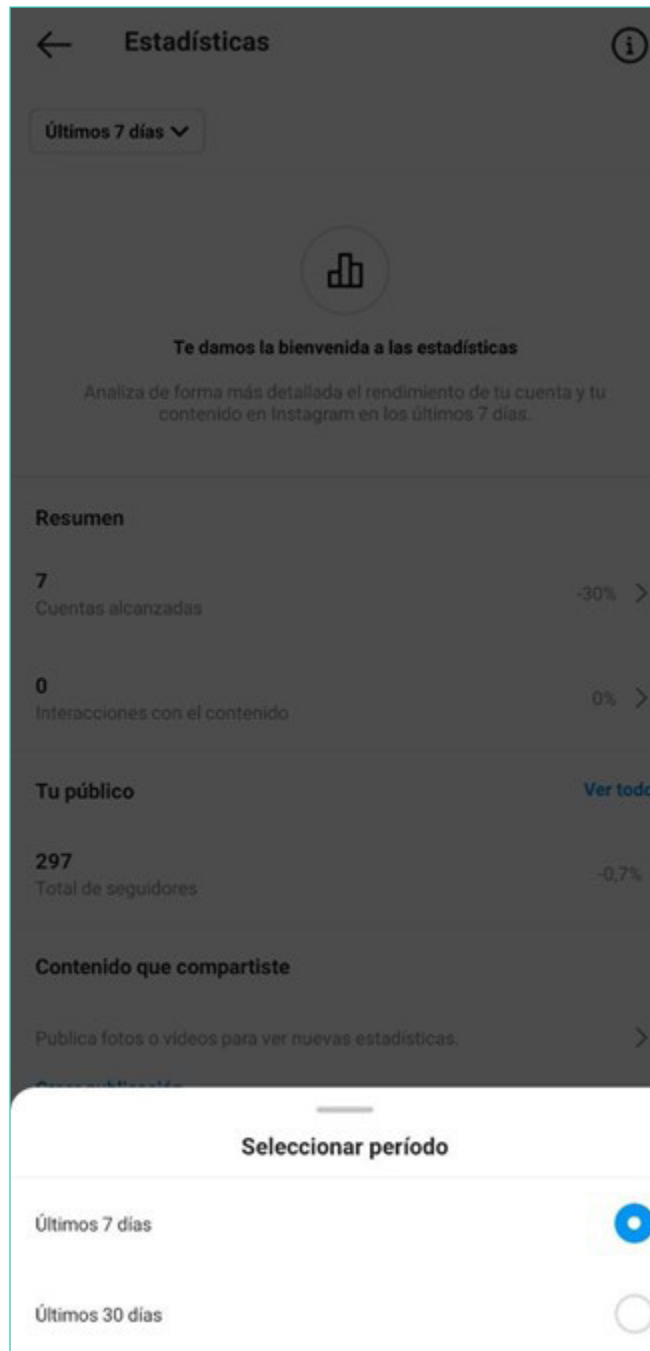 Estadísticas
Últimos 7 días
Te damos la bienvenida a las estadísticas
Analiza de forma más detallada el rendimiento de tu cuenta y tu
contenido en Instagram en los últimos 7 días.
Resumen
7
Cuentas alcanzadas
-30%
0
Interacciones con el contenido
0%
Tu público
Ver todo
297
Total de seguidores
-0,7%
Contenido que compartiste
Publica fotos o videos para ver nuevas estadísticas.
Seleccionar período
Últimos 7 días
Últimos 30 días